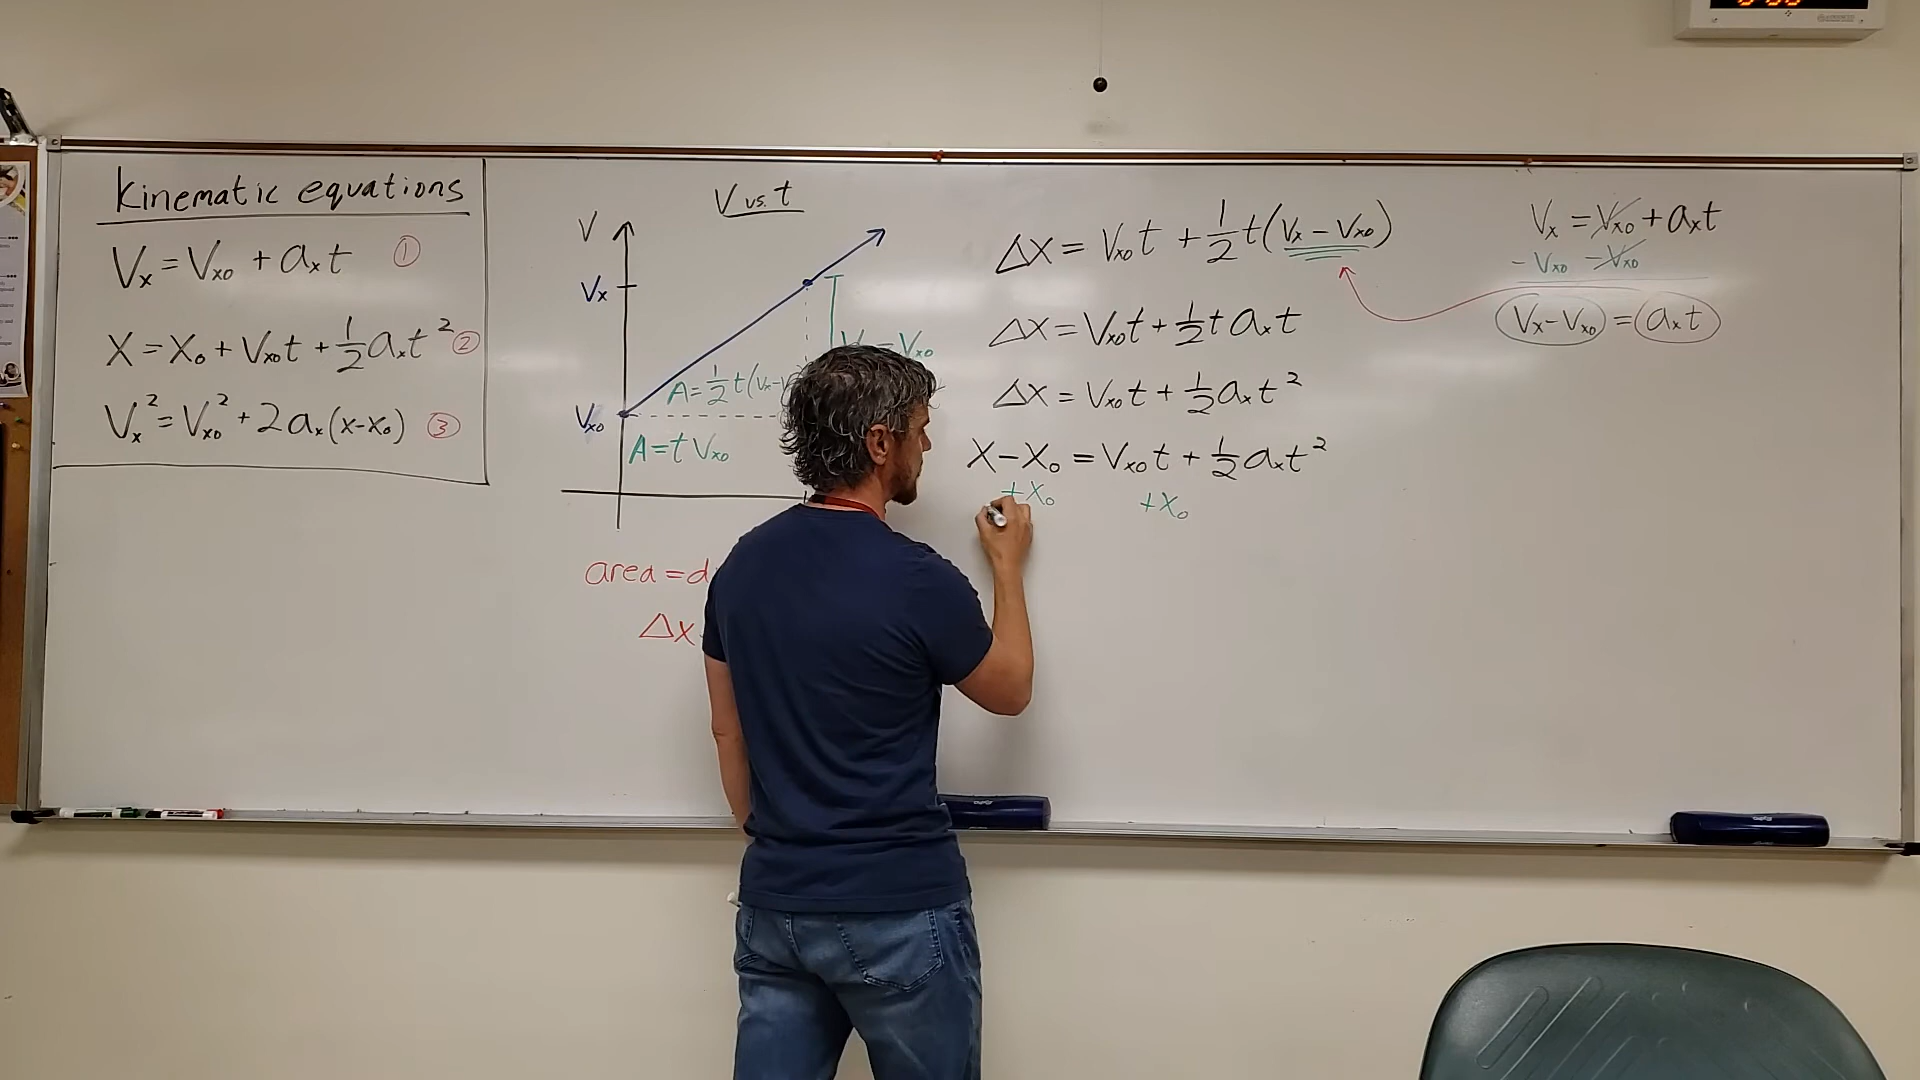 Kinematic equations
Vx = Vx0 + axt ①
X = X0 + Vx0t + 1/2 axt² ②
Vx² = Vx0² + 2ax(x-x0) ③
V vs. t
V
Vx
Vx0
A = 1/2 t(Vx-V
A = t Vx0
Vx0
area = d
Δx
Δx = Vx0t + 1/2 t(Vx - Vx0)
Δx = Vx0t + 1/2 t axt
Δx = Vx0t + 1/2 axt²
X - X0 = Vx0t + 1/2 axt²
+X0 +X0
Vx = Vx0 + axt
- Vx0 - Vx0
Vx-Vx0 = axt